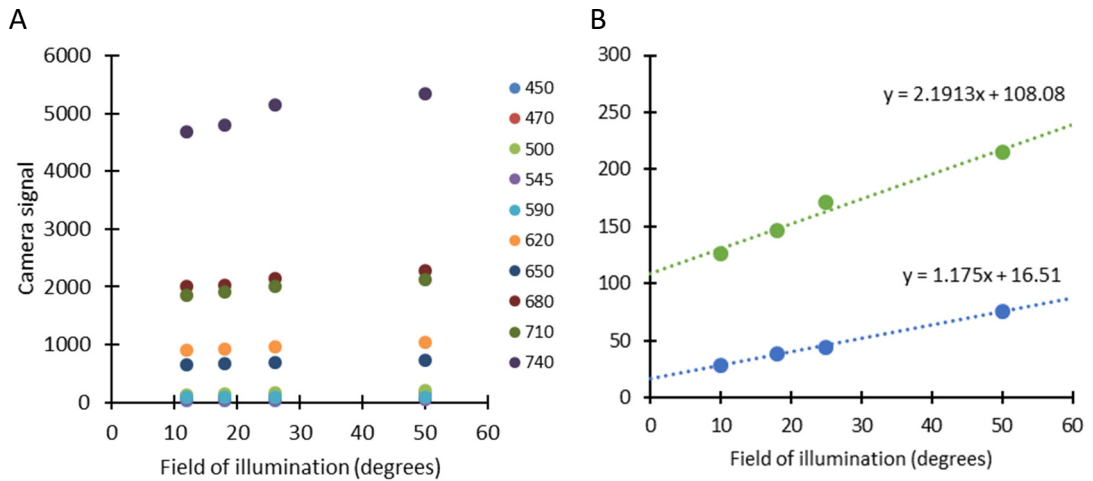 A
6000
5000
4000
3000
2000
1000
0
Camera signal
0 10 20 30 40 50 60
Field of illumination (degrees)
450
470
500
545
590
620
650
680
710
740
B
300
250
200
150
100
50
0
y = 2.1913x + 108.08
y = 1.175x + 16.51
0 10 20 30 40 50 60
Field of illumination (degrees)